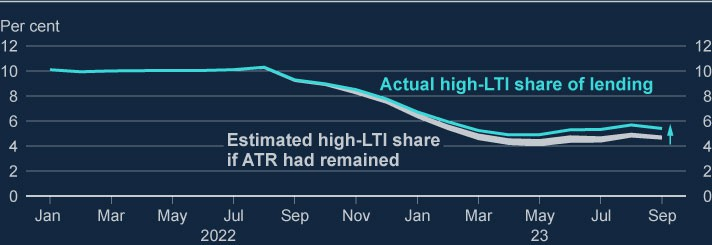 Per cent
12 12
10 10
Actual high-LTI share of lending
8 8
6 6
Estimated high-LTI share
if ATR had remained
4 4
2 2
0 0
Jan Mar May Jul Sep Nov Jan Mar May Jul Sep
2022 23